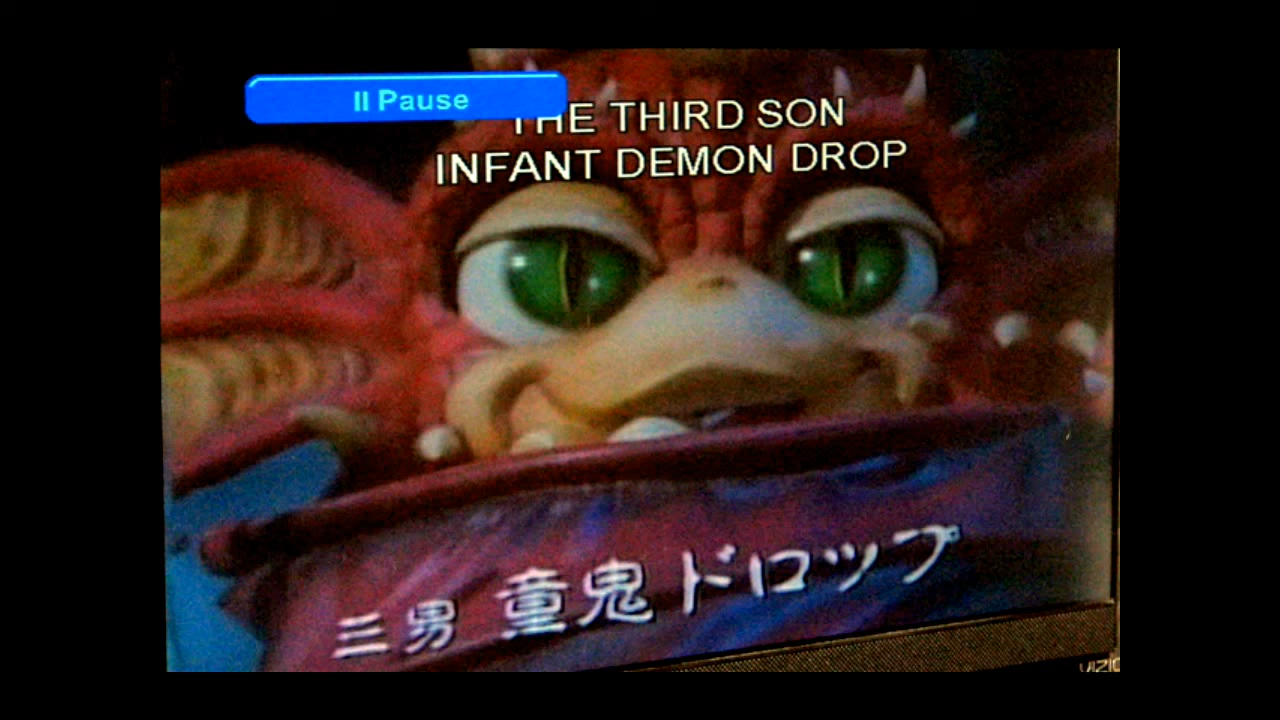 II Pause
THE THIRD SON
INFANT DEMON DROP
三男 童鬼ドロップ